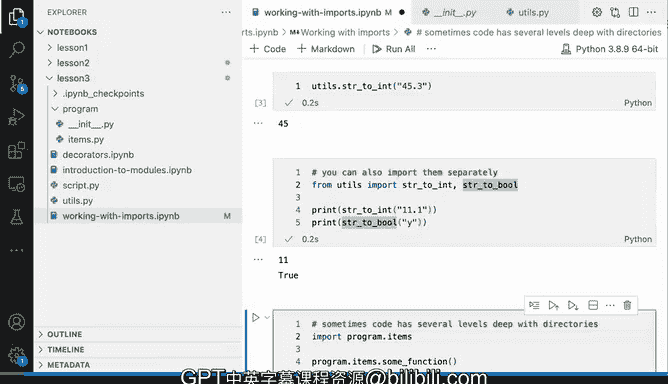 EXPLORER
working-with-imports.ipynb
__init__.py
utils.py
NOTEBOOKS
lesson1
lesson2
lesson3
.ipynb_checkpoints
program
__init__.py
items.py
decorators.ipynb
introduction-to-modules.ipynb
script.py
utils.py
working-with-imports.ipynb M
OUTLINE
TIMELINE
METADATA
orts.ipynb > M↓Working with imports > # sometimes code has several levels deep with directories
+ Code + Markdown Run All ... Python 3.8.9 64-bit
1 utils.str_to_int("45.3")
[3] 0.2s Python
... 45
1 # you can also import them separately
2 from utils import str_to_int, str_to_bool
3
4 print(str_to_int("11.1"))
5 print(str_to_bool("y"))
[4] 0.2s Python
... 11
True
1 # sometimes code has several levels deep with directories
2 import program.items
3
4 program.items.some_function()
Python
GPT中英字幕课程资源@bilibili.com